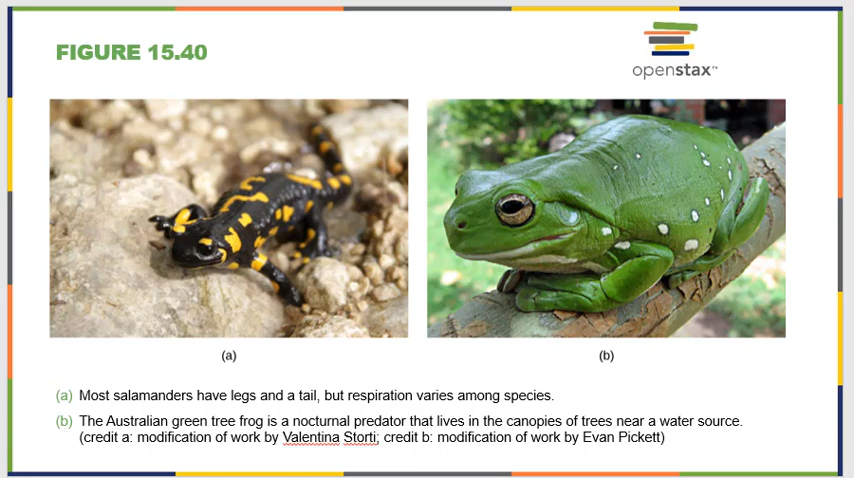 FIGURE 15.40
openstax™
(a)
(b)
(a) Most salamanders have legs and a tail, but respiration varies among species.
(b) The Australian green tree frog is a nocturnal predator that lives in the canopies of trees near a water source.
(credit a: modification of work by Valentina Storti; credit b: modification of work by Evan Pickett)